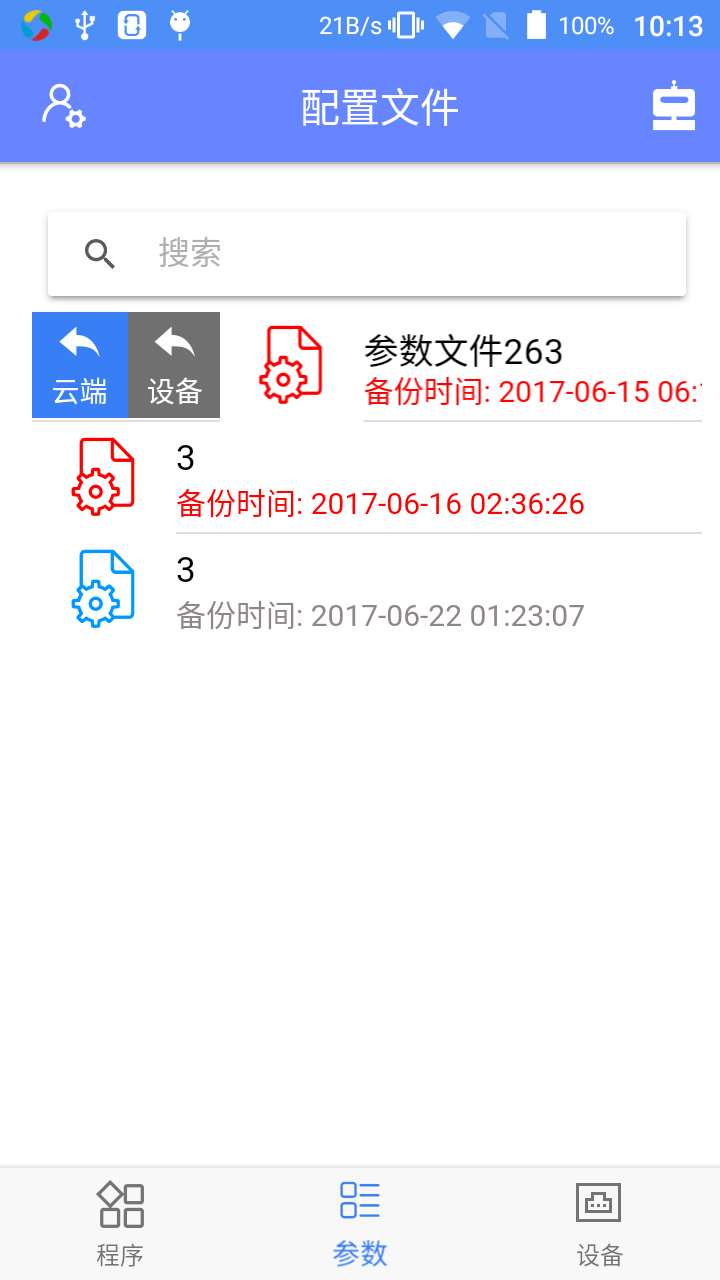 21B/s 100% 10:13
配置文件
搜索
云端 设备
参数文件263
备份时间: 2017-06-15 06:
3
备份时间: 2017-06-16 02:36:26
3
备份时间: 2017-06-22 01:23:07
程序 参数 设备